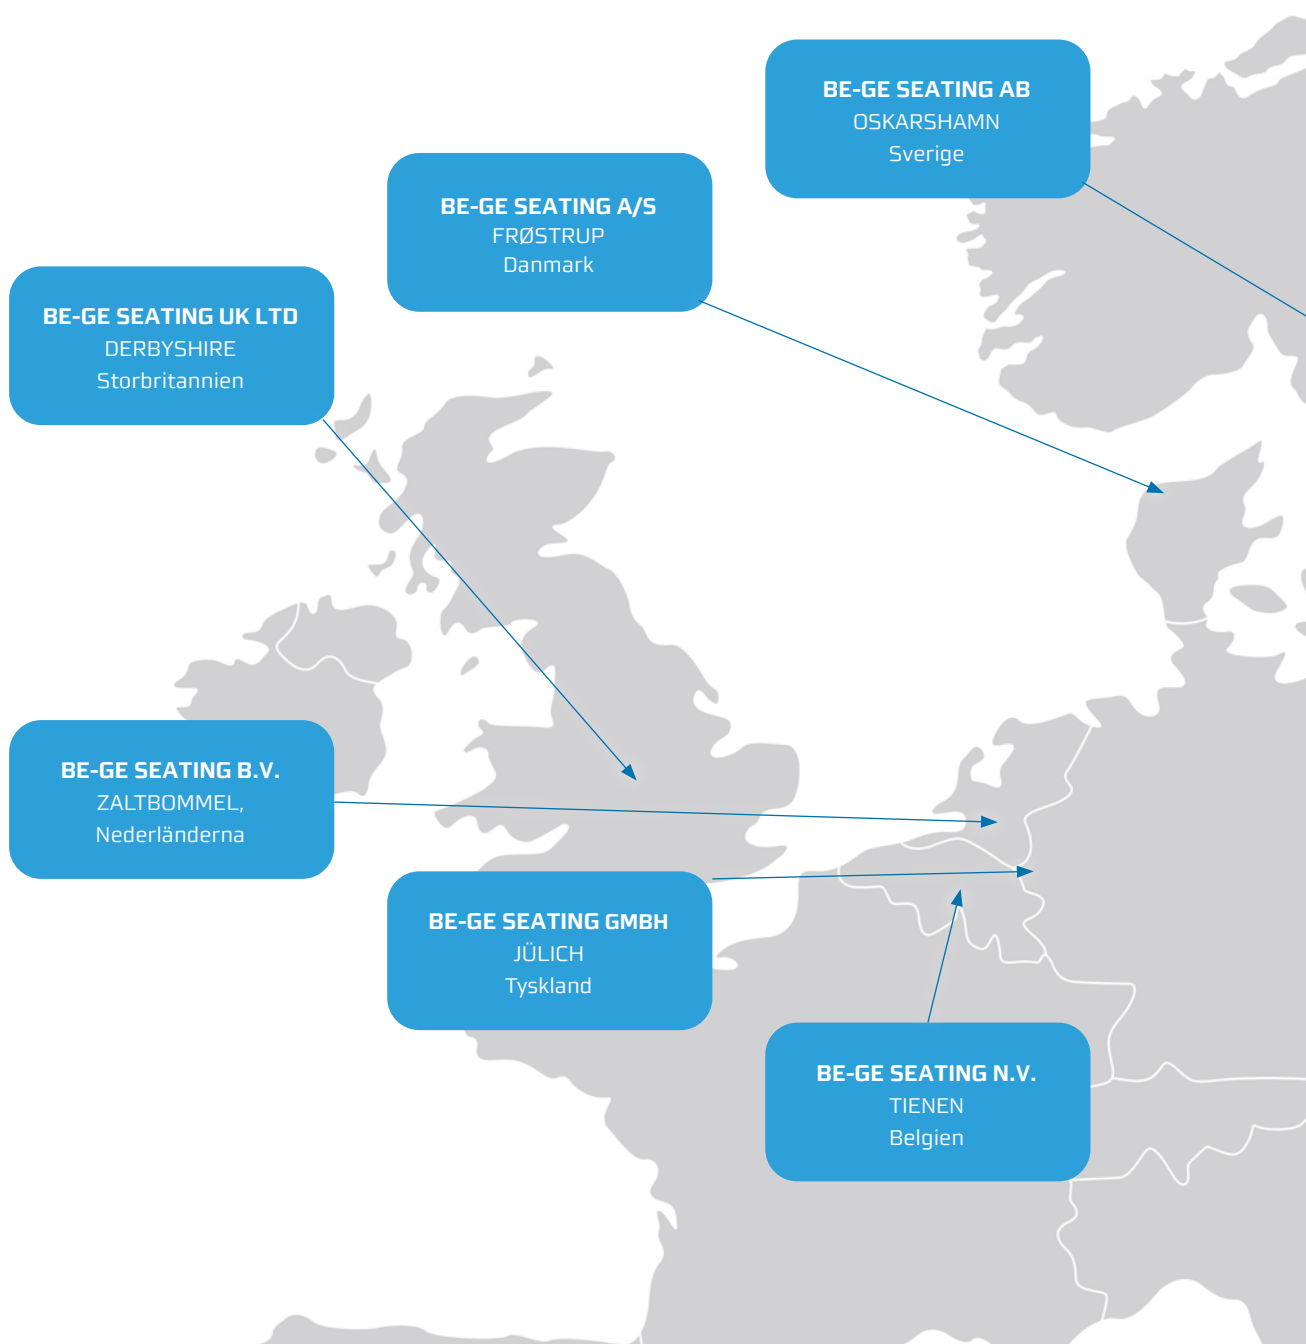 BE-GE SEATING AB
OSKARSHAMN
Sverige
BE-GE SEATING A/S
FRØSTRUP
Danmark
BE-GE SEATING UK LTD
DERBYSHIRE
Storbritannien
BE-GE SEATING B.V.
ZALTBOMMEL,
Nederländerna
BE-GE SEATING GMBH
JÜLICH
Tyskland
BE-GE SEATING N.V.
TIENEN
Belgien